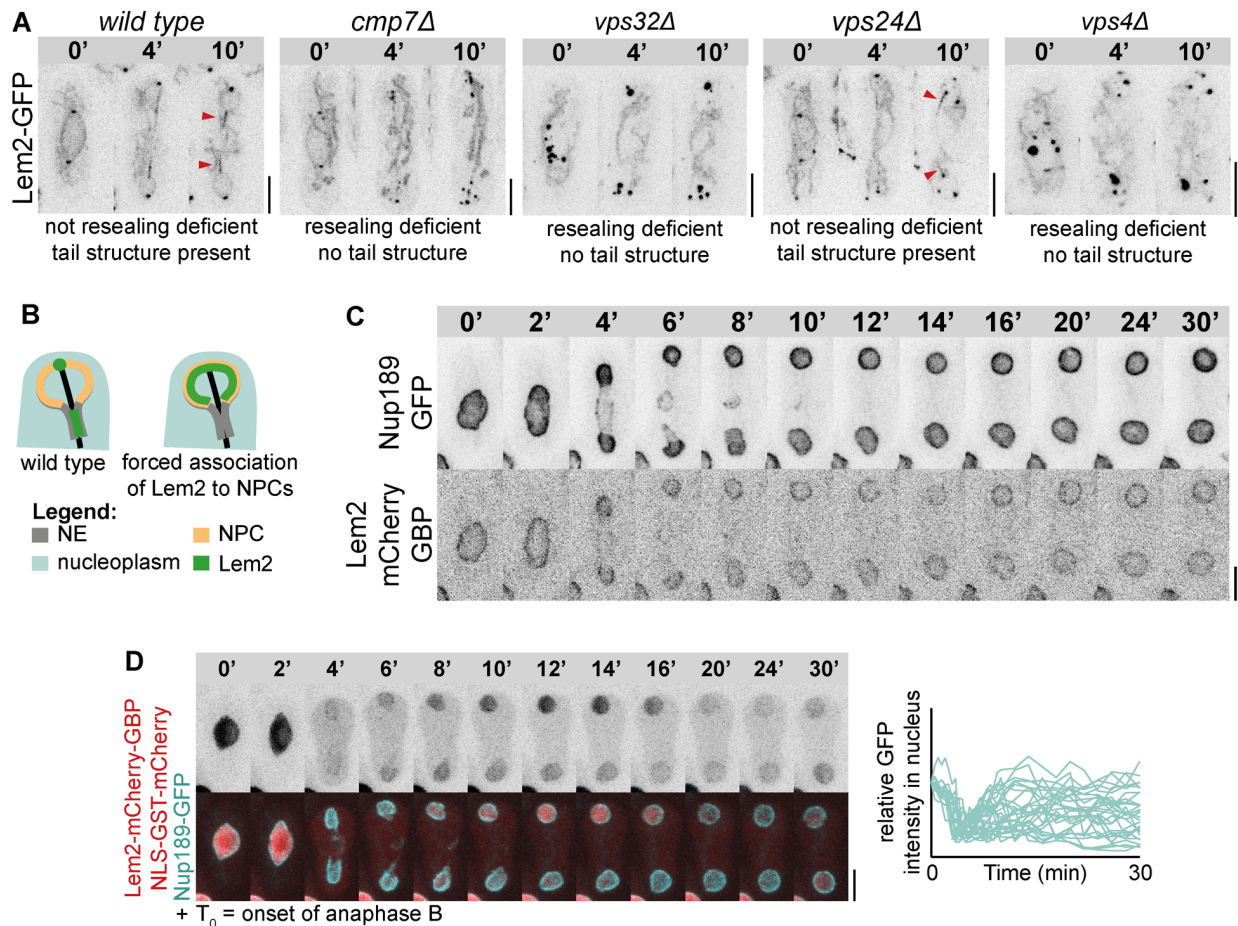 A
wild type
cmp7Δ
vps32Δ
vps24Δ
vps4Δ
0’ 4’ 10’
0’ 4’ 10’
0’ 4’ 10’
0’ 4’ 10’
0’ 4’ 10’
Lem2-GFP
not resealing deficient
tail structure present
resealing deficient
no tail structure
resealing deficient
no tail structure
not resealing deficient
tail structure present
resealing deficient
no tail structure
B
wild type
forced association
of Lem2 to NPCs
Legend:
NE
NPC
nucleoplasm
Lem2
C
0’ 2’ 4’ 6’ 8’ 10’ 12’ 14’ 16’ 20’ 24’ 30’
Nup189
GFP
Lem2
mCherry
GBP
D
0’ 2’ 4’ 6’ 8’ 10’ 12’ 14’ 16’ 20’ 24’ 30’
Lem2-mCherry-GBP
NLS-GST-mCherry
Nup189-GFP
+ T0 = onset of anaphase B
relative GFP
intensity in nucleus
0 Time (min) 30